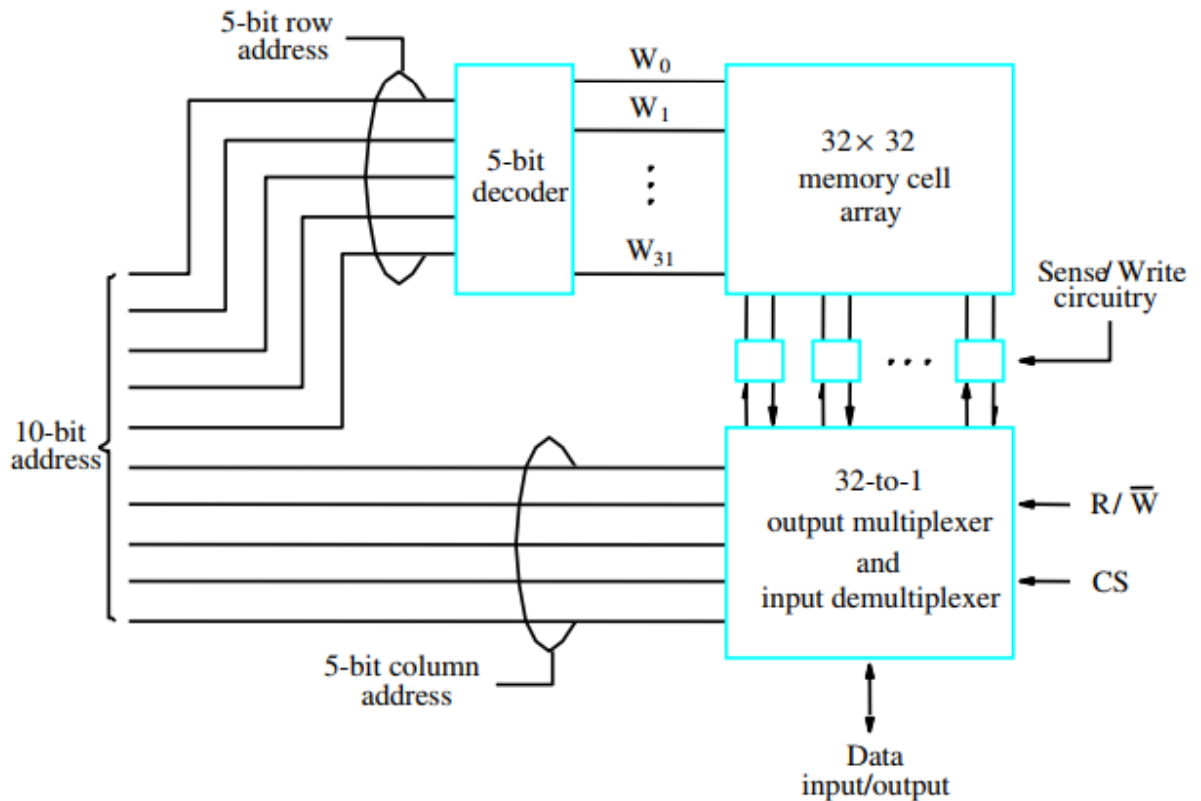 5-bit row
address
W₀
W₁
W₃₁
5-bit
decoder
32 × 32
memory cell
array
Sense/ Write
circuitry
10-bit
address
32-to-1
output multiplexer
and
input demultiplexer
R/ W̅
CS
5-bit column
address
Data
input/output